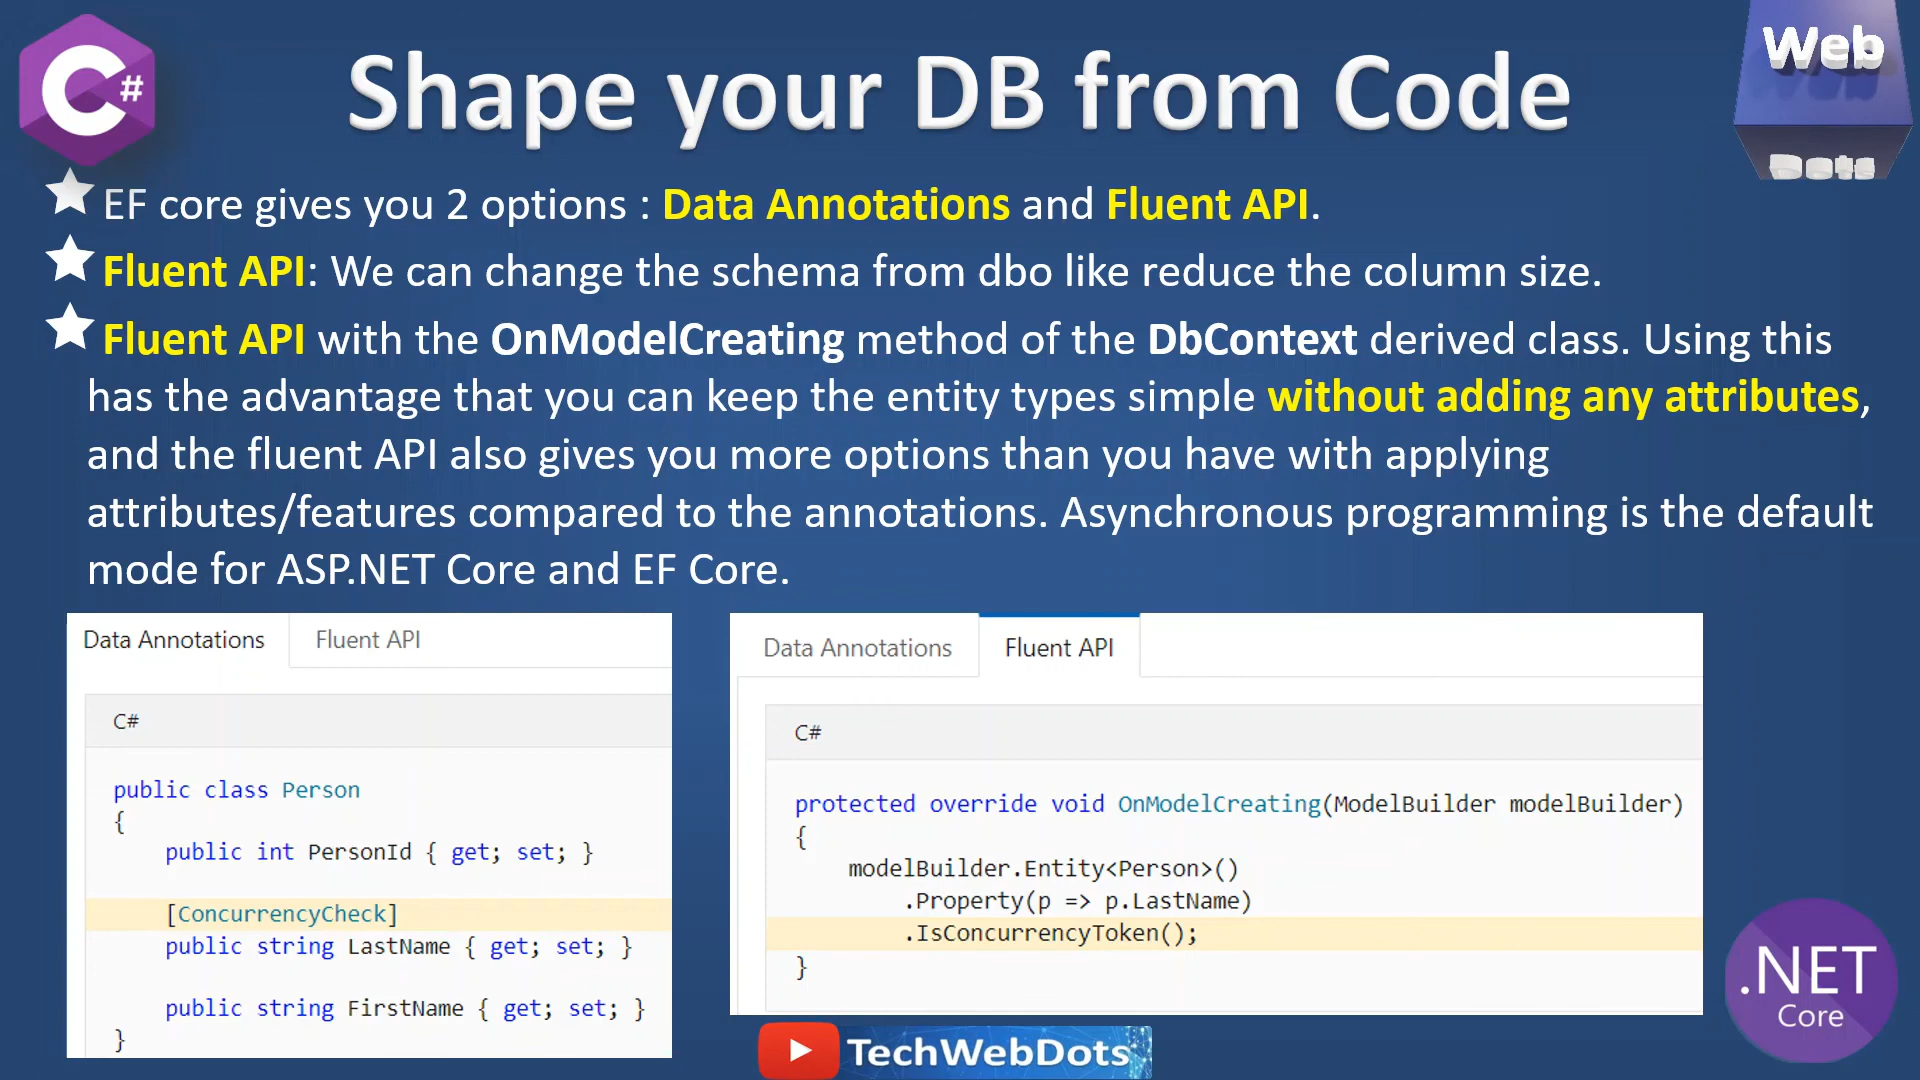 C#
Shape your DB from Code
Web
Dots
EF core gives you 2 options : Data Annotations and Fluent API.
Fluent API: We can change the schema from dbo like reduce the column size.
Fluent API with the OnModelCreating method of the DbContext derived class. Using this
has the advantage that you can keep the entity types simple without adding any attributes,
and the fluent API also gives you more options than you have with applying
attributes/features compared to the annotations. Asynchronous programming is the default
mode for ASP.NET Core and EF Core.
Data Annotations Fluent API
C#
public class Person
{
public int PersonId { get; set; }
[ConcurrencyCheck]
public string LastName { get; set; }
public string FirstName { get; set; }
}
Data Annotations Fluent API
C#
protected override void OnModelCreating(ModelBuilder modelBuilder)
{
modelBuilder.Entity<Person>()
.Property(p => p.LastName)
.IsConcurrencyToken();
}
.NET
Core
TechWebDots